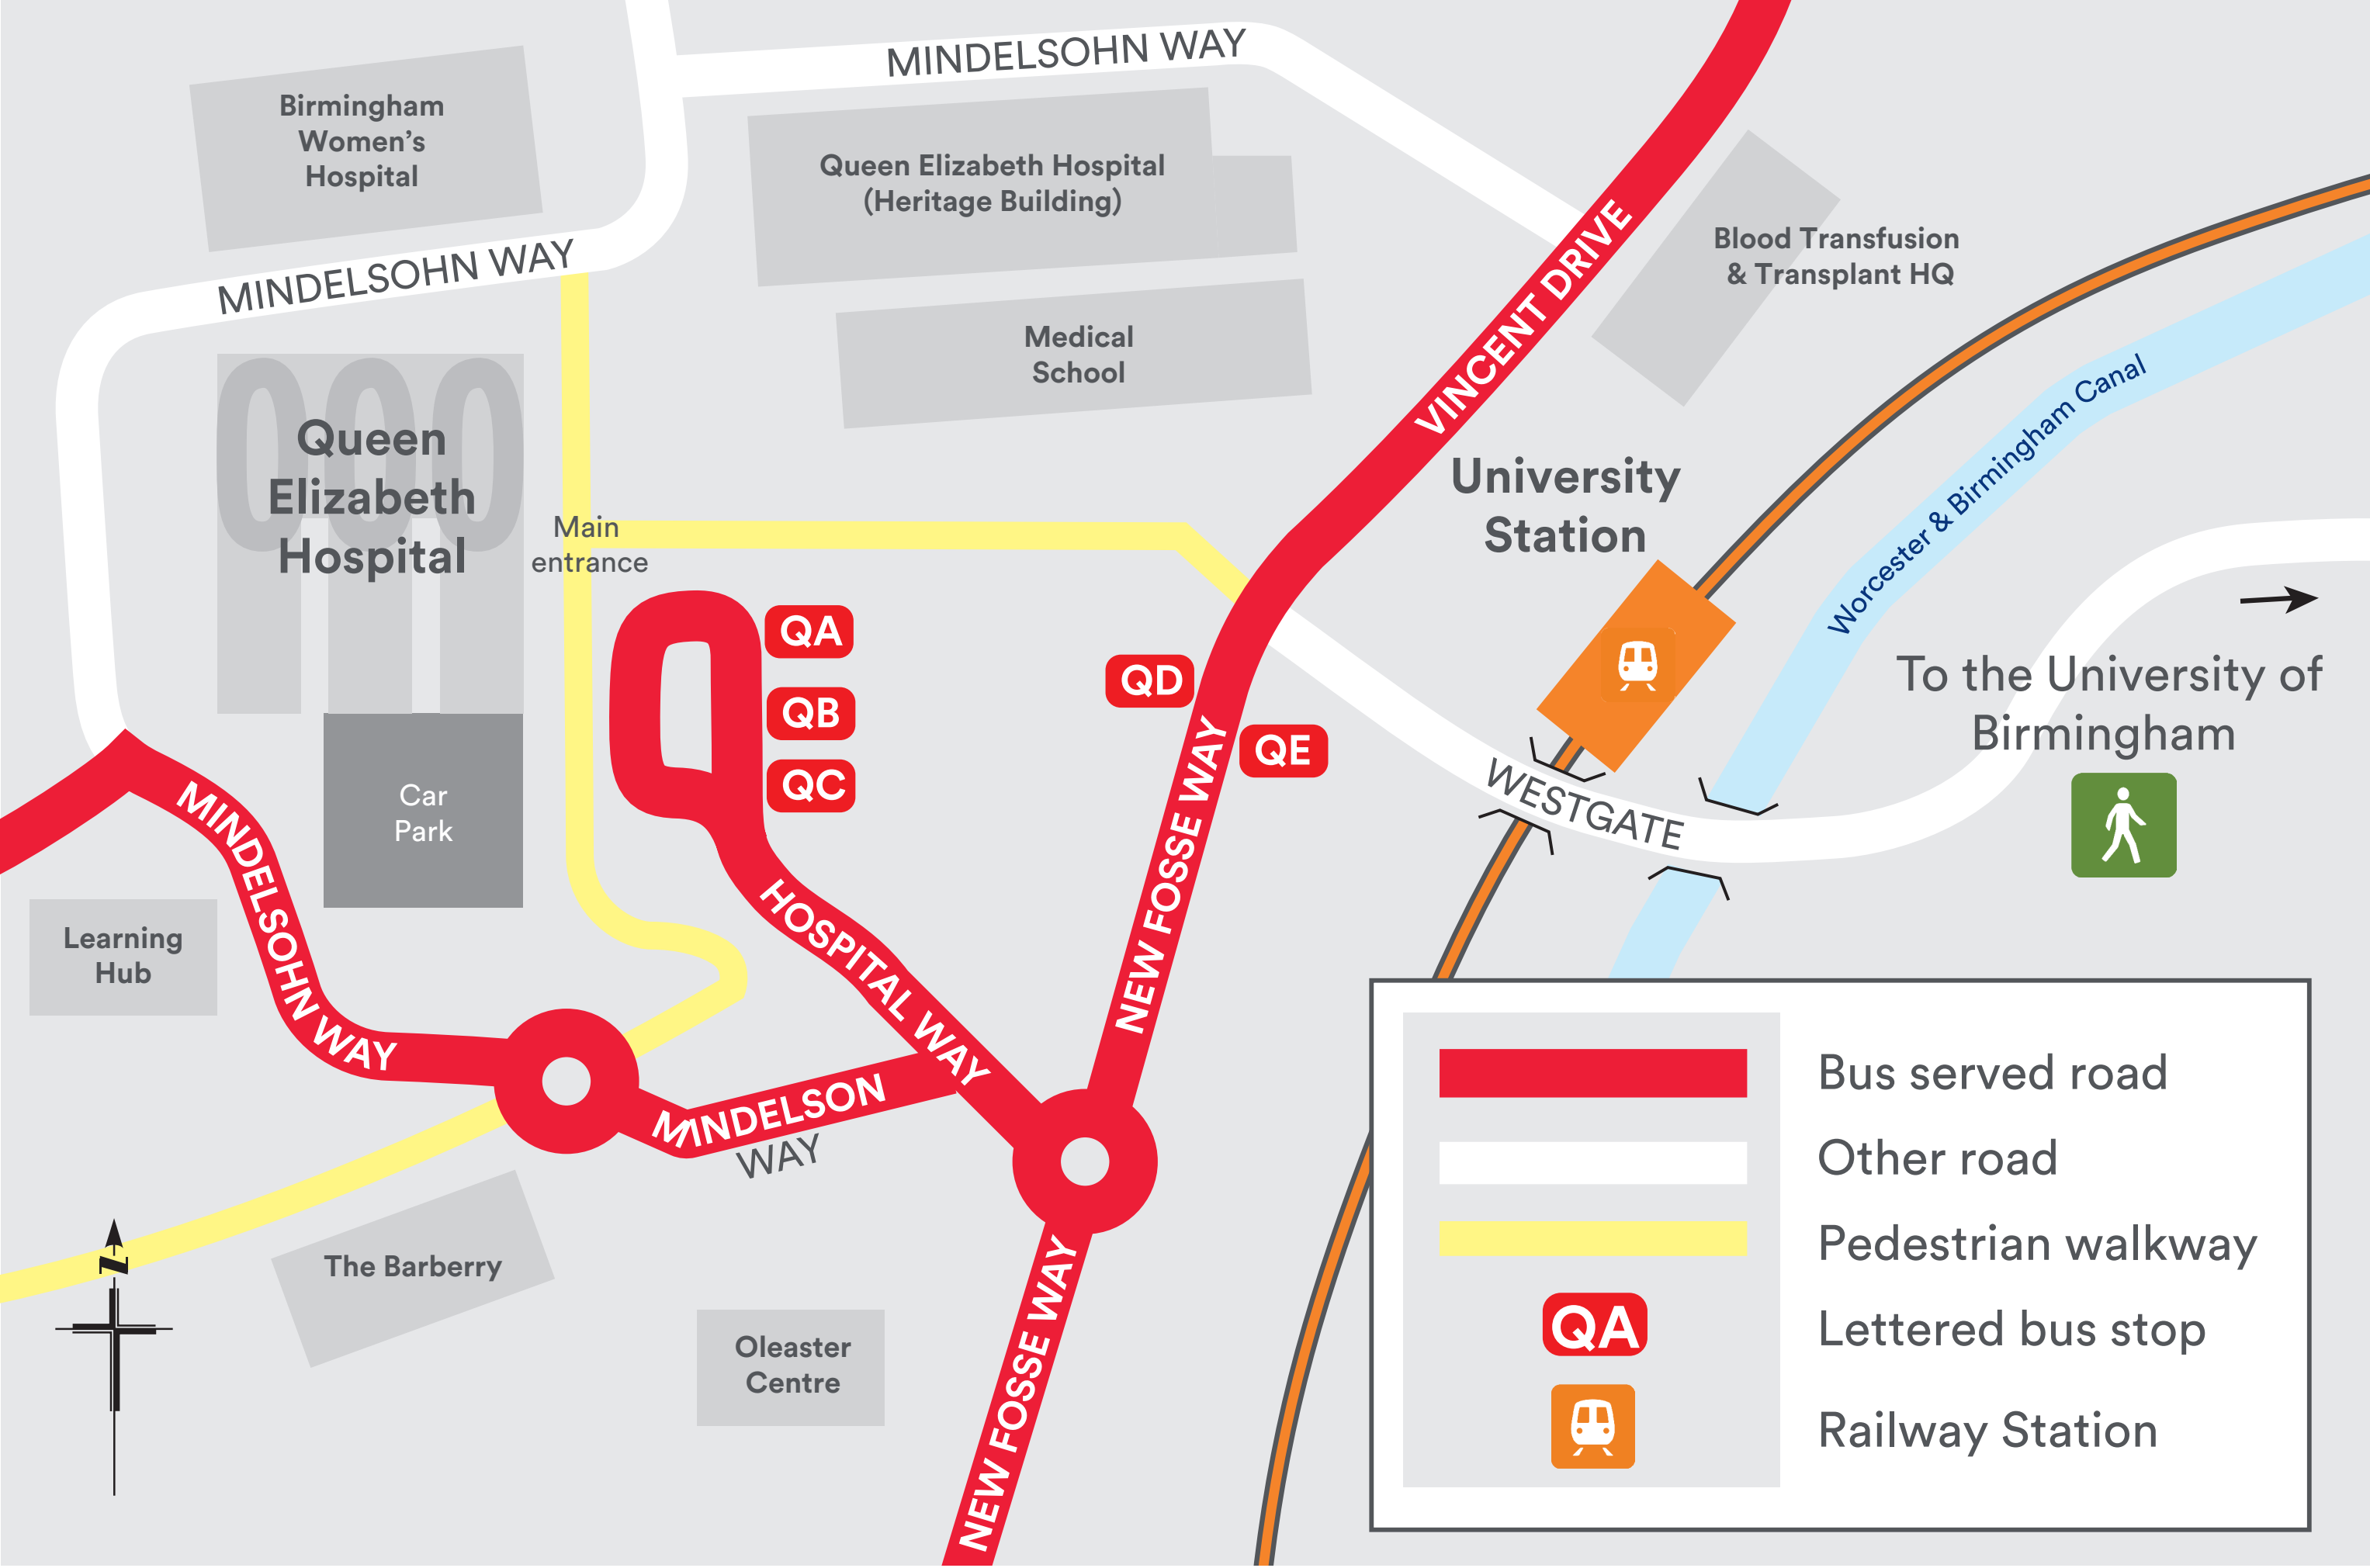 MINDELSOHN WAY
Birmingham
Women's
Hospital
Queen Elizabeth Hospital
(Heritage Building)
MINDELSOHN WAY
VINCENT DRIVE
Blood Transfusion
& Transplant HQ
Medical
School
Worcester & Birmingham Canal
Queen
Elizabeth
Hospital
University
Station
Main
entrance
QA
QB
QC
QD
QE
To the University of
Birmingham
WESTGATE
Car
Park
MINDELSOHN WAY
HOSPITAL WAY
NEW FOSSE WAY
Learning
Hub
MINDELSON
WAY
The Barberry
N
Oleaster
Centre
NEW FOSSE WAY
Bus served road
Other road
Pedestrian walkway
QA
Lettered bus stop
Railway Station